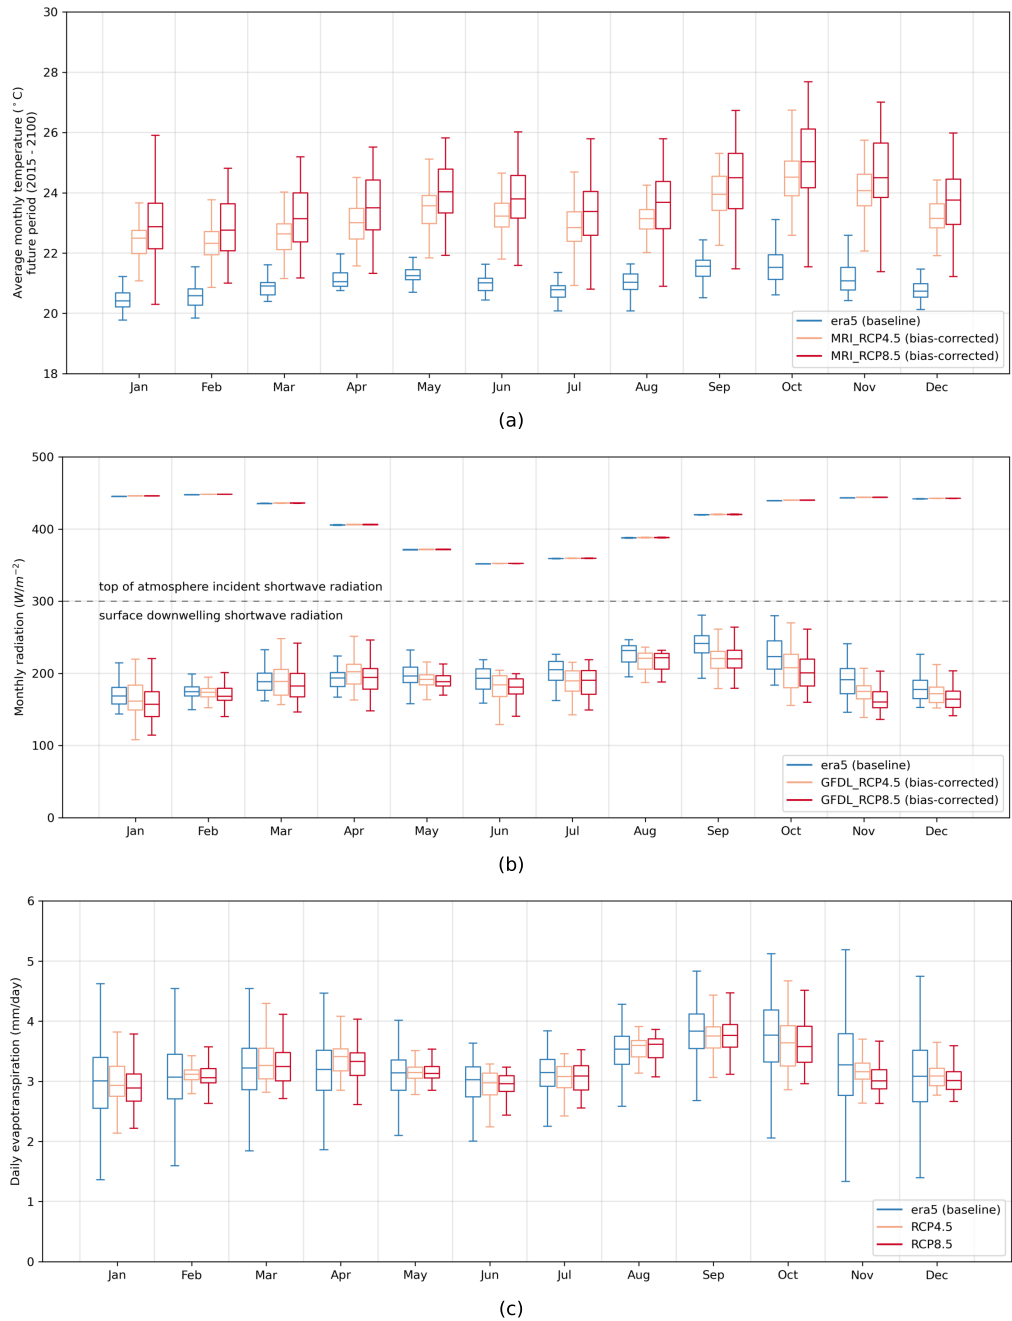 30
28
26
24
22
20
18
Average monthly temperature (°C)
future period (2015 - 2100)
era5 (baseline)
MRI_RCP4.5 (bias-corrected)
MRI_RCP8.5 (bias-corrected)
Jan Feb Mar Apr May Jun Jul Aug Sep Oct Nov Dec
(a)
500
400
300
200
100
0
Monthly radiation (W/m⁻²)
top of atmosphere incident shortwave radiation
surface downwelling shortwave radiation
era5 (baseline)
GFDL_RCP4.5 (bias-corrected)
GFDL_RCP8.5 (bias-corrected)
Jan Feb Mar Apr May Jun Jul Aug Sep Oct Nov Dec
(b)
6
5
4
3
2
1
0
Daily evapotranspiration (mm/day)
era5 (baseline)
RCP4.5
RCP8.5
Jan Feb Mar Apr May Jun Jul Aug Sep Oct Nov Dec
(c)